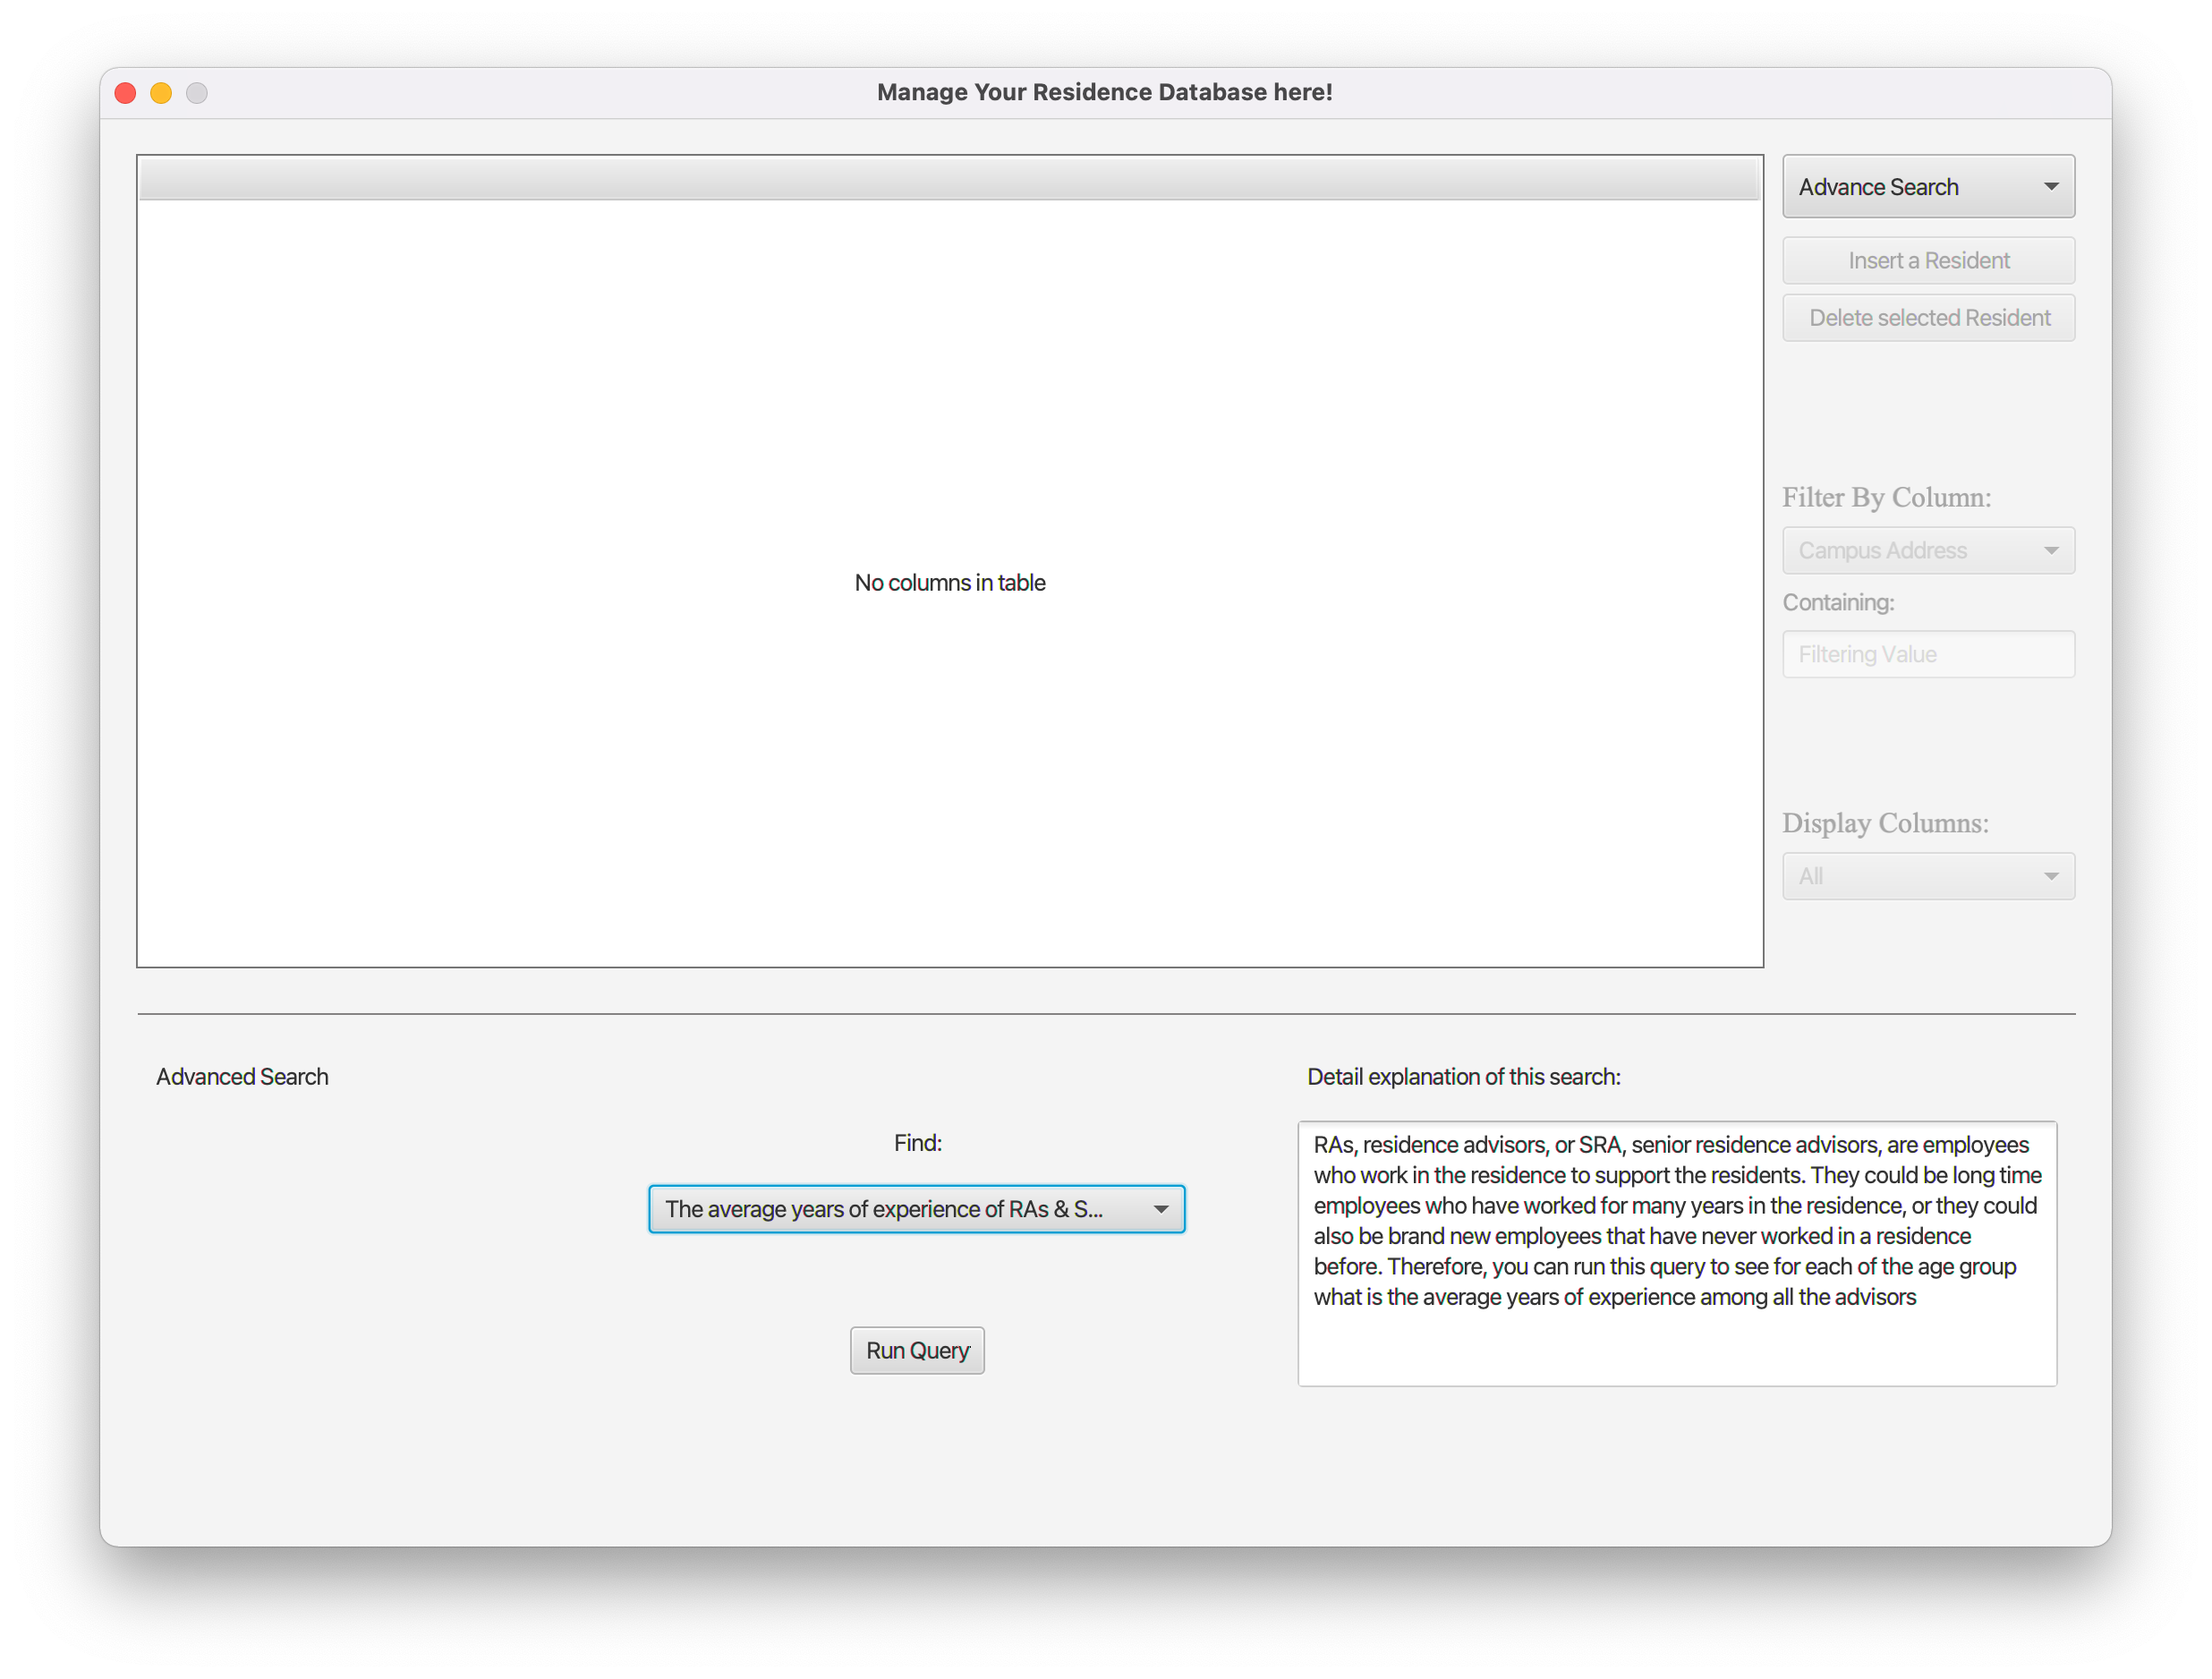 Manage Your Residence Database here!
Advance Search
Insert a Resident
Delete selected Resident
Filter By Column:
Campus Address
Containing:
Filtering Value
No columns in table
Display Columns:
All
Advanced Search
Find:
The average years of experience of RAs & S...
Run Query
Detail explanation of this search:
RAs, residence advisors, or SRA, senior residence advisors, are employees
who work in the residence to support the residents. They could be long time
employees who have worked for many years in the residence, or they could
also be brand new employees that have never worked in a residence
before. Therefore, you can run this query to see for each of the age group
what is the average years of experience among all the advisors